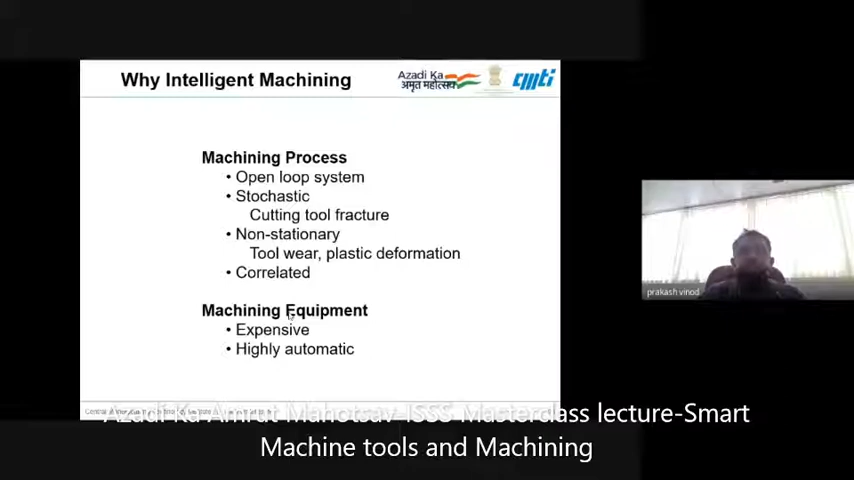 Why Intelligent Machining
Azadi Ka
अमृत महोत्सव
cmti
Machining Process
• Open loop system
• Stochastic
Cutting tool fracture
• Non-stationary
Tool wear, plastic deformation
• Correlated
Machining Equipment
• Expensive
• Highly automatic
prakash vinod
Azadi Ka Amrut Mahotsav-ISSS Masterclass lecture-Smart
Machine tools and Machining